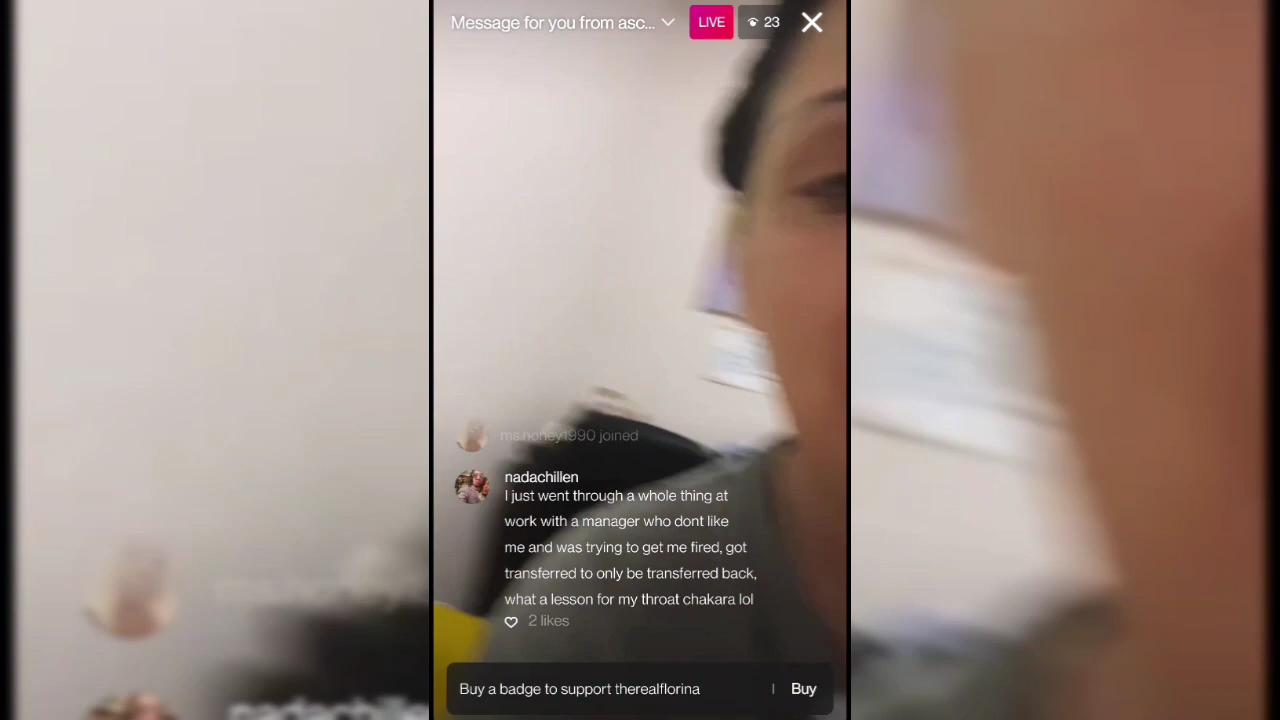 Message for you from asc...
LIVE
23
ms.honey1990 joined
nadachillen
I just went through a whole thing at
work with a manager who dont like
me and was trying to get me fired, got
transferred to only be transferred back,
what a lesson for my throat chakara lol
2 likes
Buy a badge to support therealflorina | Buy